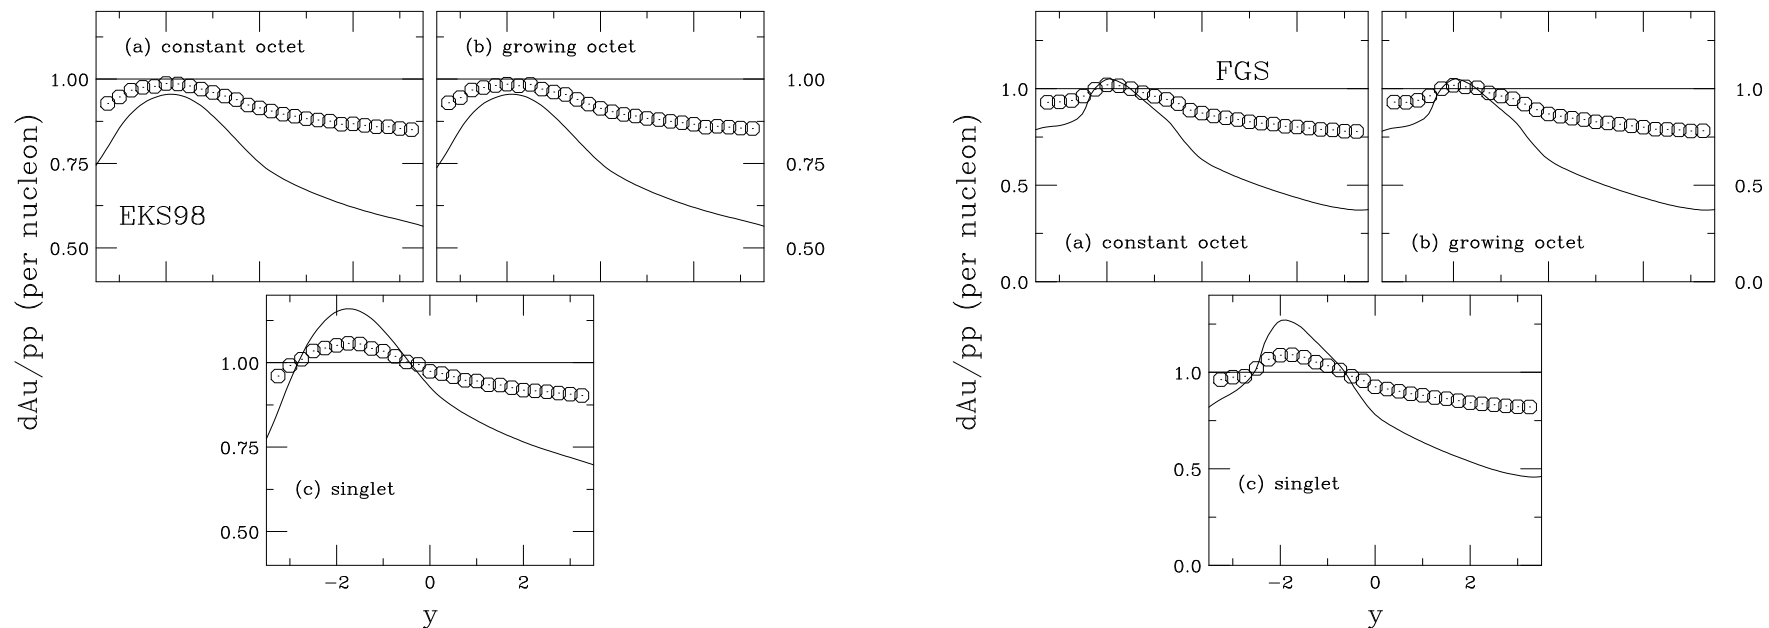 (a) constant octet
(b) growing octet
1.00
0.75
0.50
1.00
0.75
0.50
EKS98
dAu/pp (per nucleon)
1.00
0.75
0.50
(c) singlet
−2 0 2
y
FGS
1.0
0.5
0.0
1.0
0.5
0.0
(a) constant octet
(b) growing octet
dAu/pp (per nucleon)
1.0
0.5
0.0
(c) singlet
−2 0 2
y